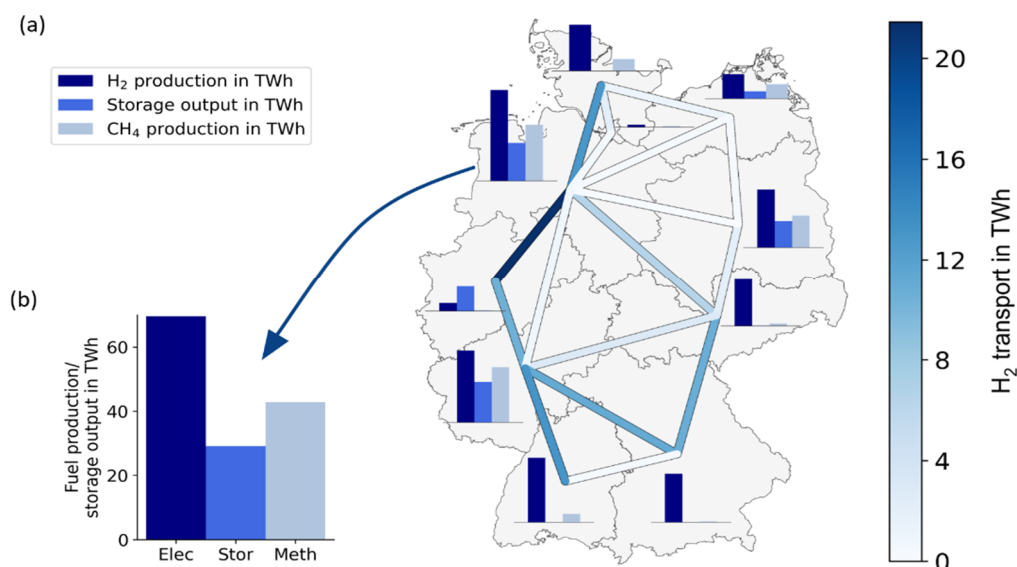 (a)
H₂ production in TWh
Storage output in TWh
CH₄ production in TWh
20
16
12
8
4
0
H₂ transport in TWh
(b)
Fuel production/
storage output in TWh
60
40
20
0
Elec Stor Meth